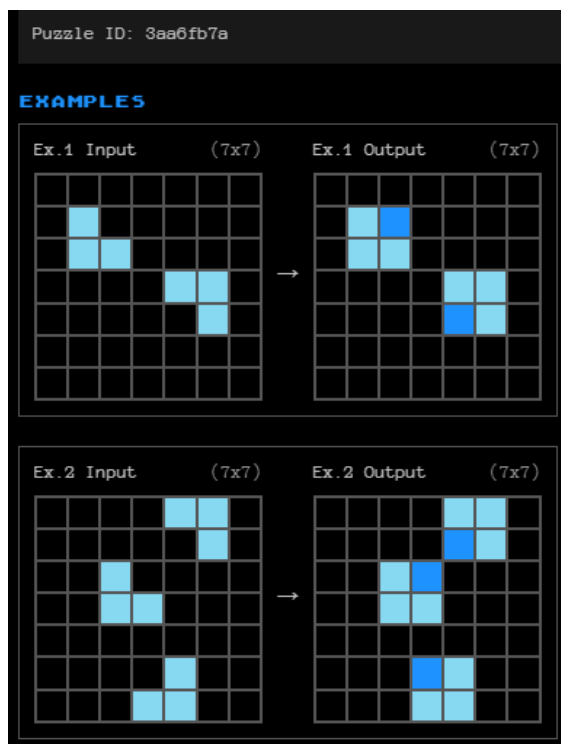 Puzzle ID: 3aa6fb7a
EXAMPLES
Ex.1 Input (7x7) Ex.1 Output (7x7)
→
Ex.2 Input (7x7) Ex.2 Output (7x7)
→